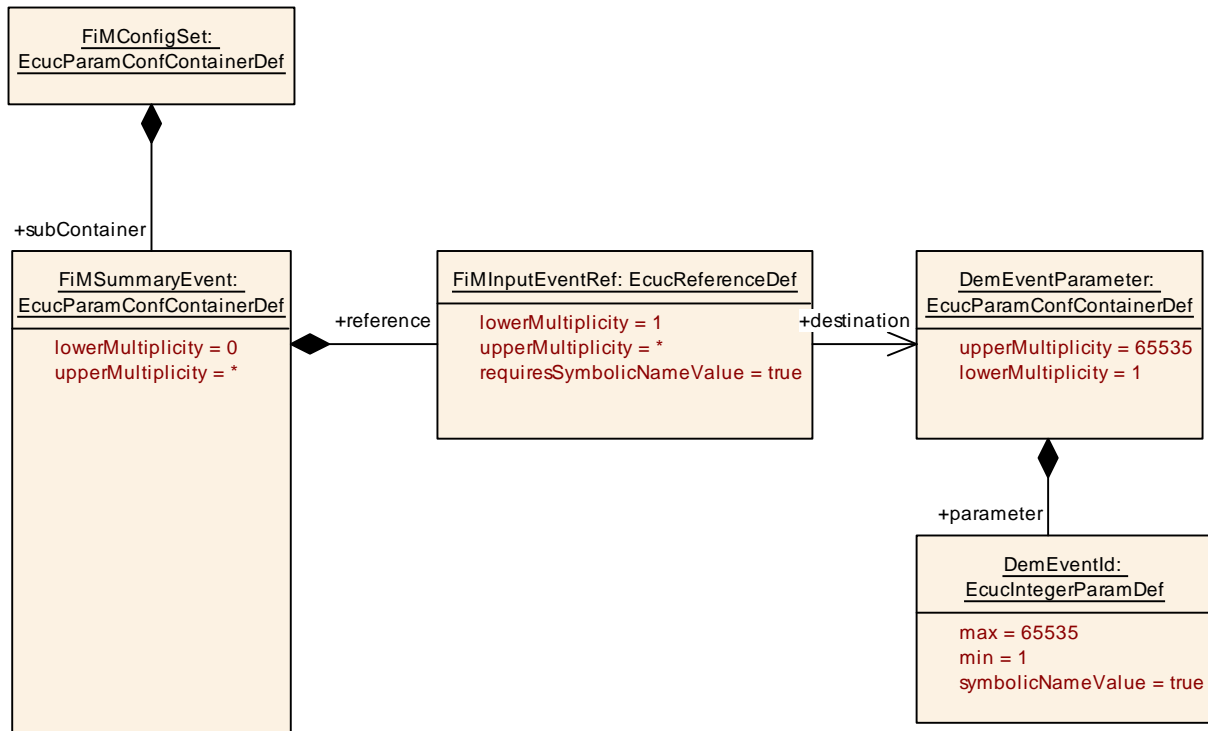 FiMConfigSet:
EcucParamConfContainerDef
+subContainer
FiMSummaryEvent:
EcucParamConfContainerDef
lowerMultiplicity = 0
upperMultiplicity = *
+reference
FiMInputEventRef: EcucReferenceDef
lowerMultiplicity = 1
upperMultiplicity = *
requiresSymbolicNameValue = true
+destination
DemEventParameter:
EcucParamConfContainerDef
upperMultiplicity = 65535
lowerMultiplicity = 1
+parameter
DemEventId:
EcucIntegerParamDef
max = 65535
min = 1
symbolicNameValue = true